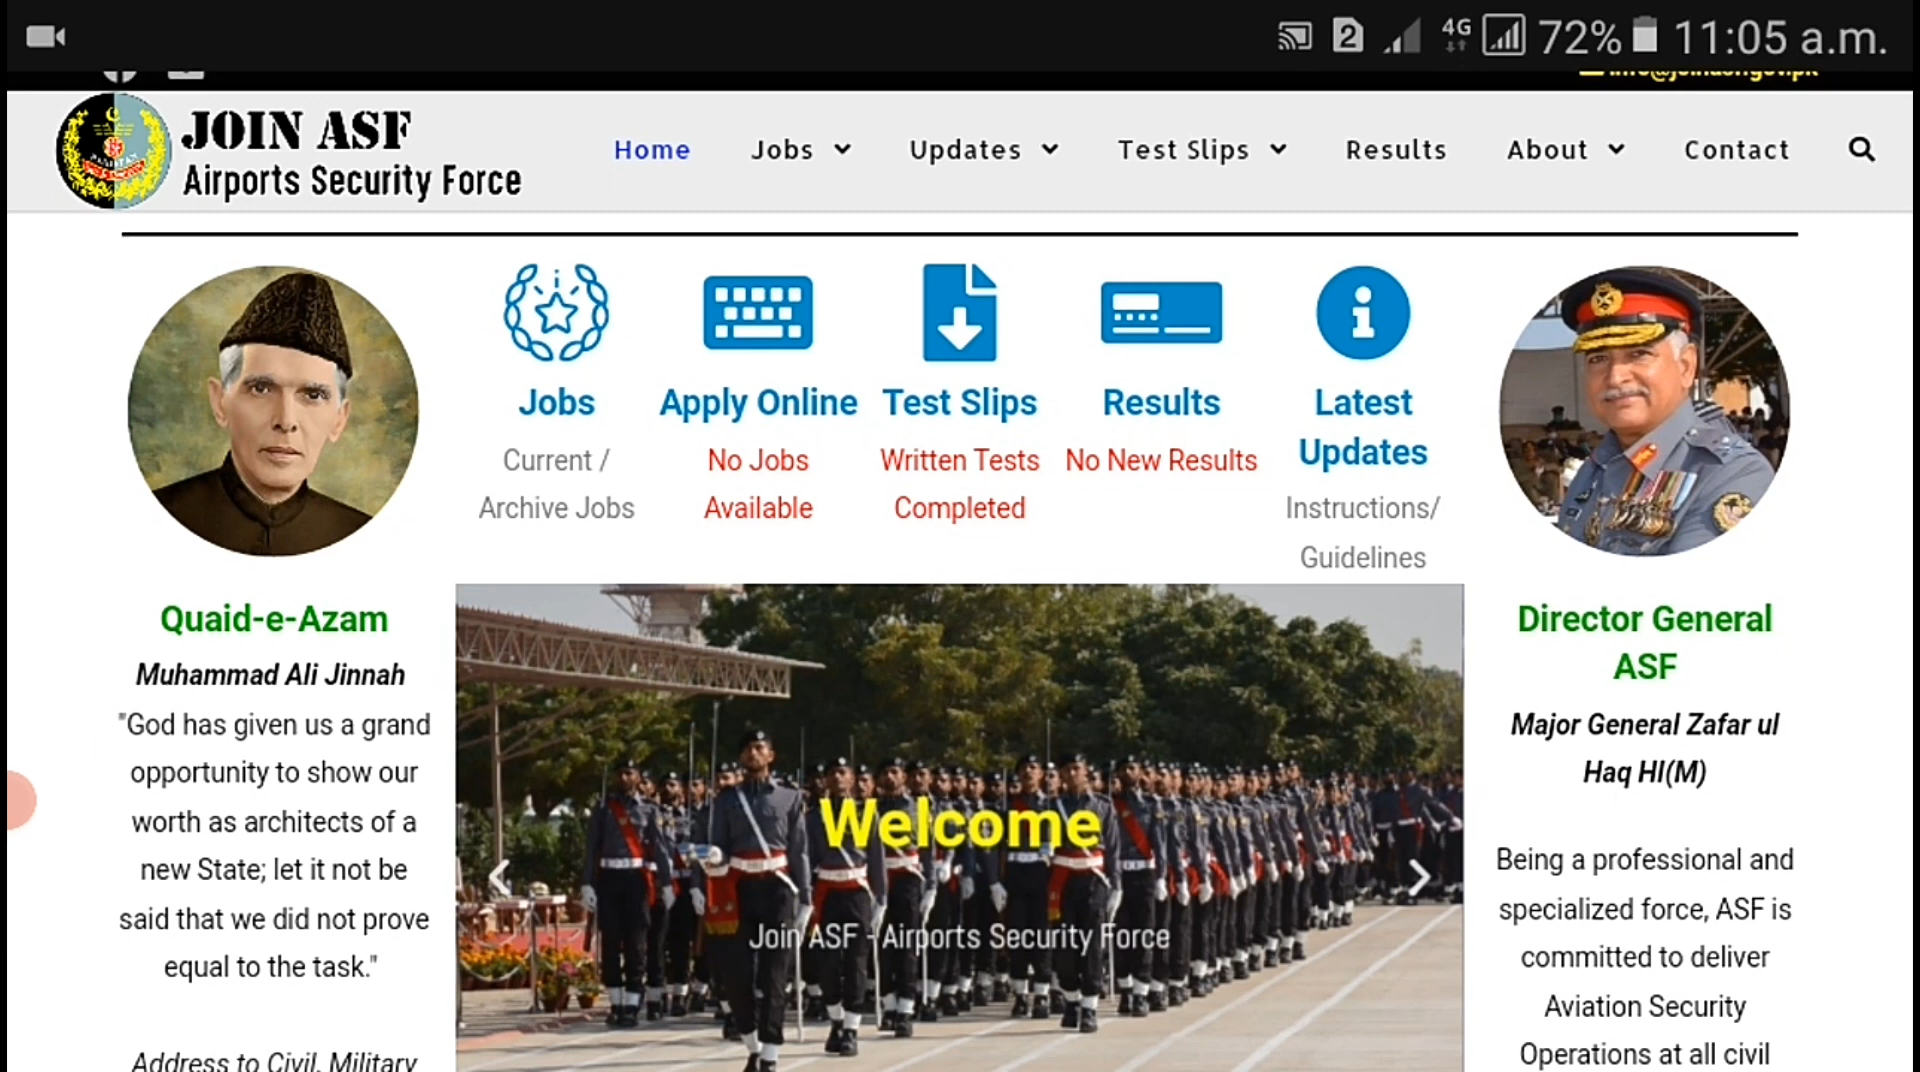 2 4G 72% 11:05 a.m.
JOIN ASF
Airports Security Force
Home Jobs Updates Test Slips Results About Contact
Jobs
Current /
Archive Jobs
Apply Online
No Jobs
Available
Test Slips
Written Tests
Completed
Results
No New Results
Latest
Updates
Instructions/
Guidelines
Quaid-e-Azam
Muhammad Ali Jinnah
"God has given us a grand
opportunity to show our
worth as architects of a
new State; let it not be
said that we did not prove
equal to the task."
Address to Civil, Military
Welcome
Join ASF - Airports Security Force
Director General
ASF
Major General Zafar ul
Haq HI(M)
Being a professional and
specialized force, ASF is
committed to deliver
Aviation Security
Operations at all civil